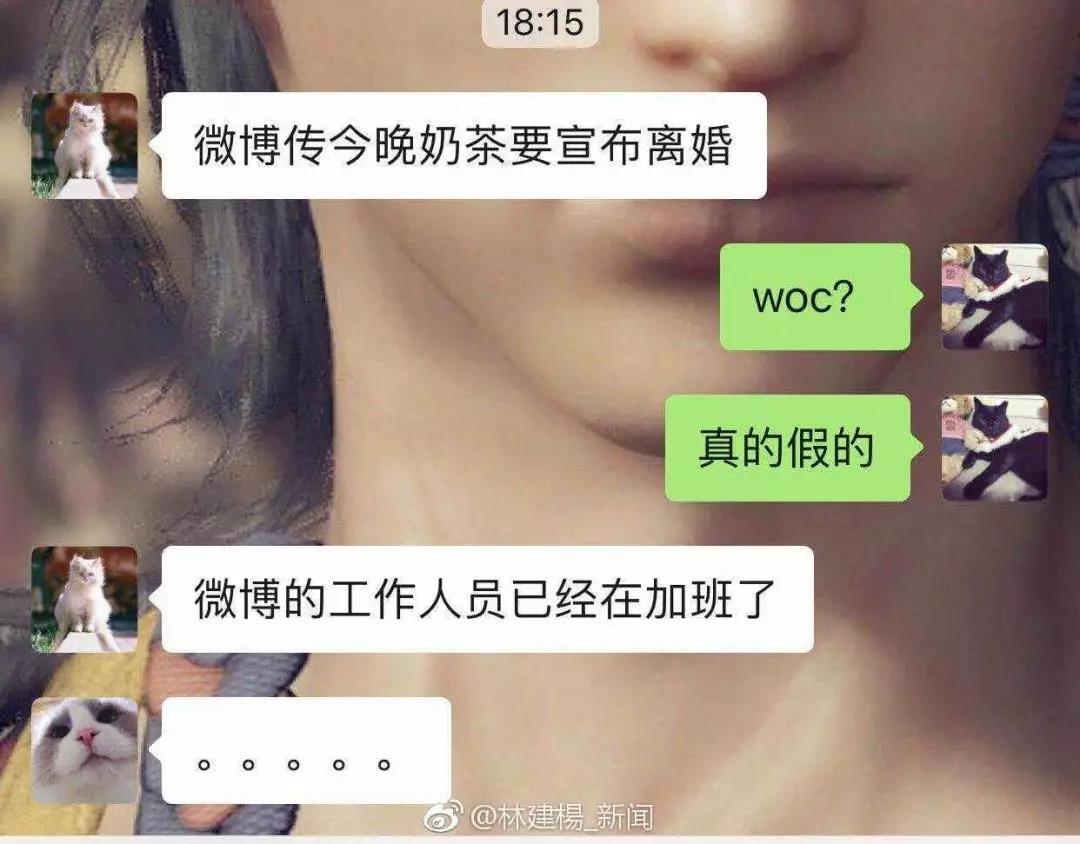 18:15
微博传今晚奶茶要宣布离婚
woc?
真的假的
微博的工作人员已经在加班了
。。。。。
@林建楊_新闻